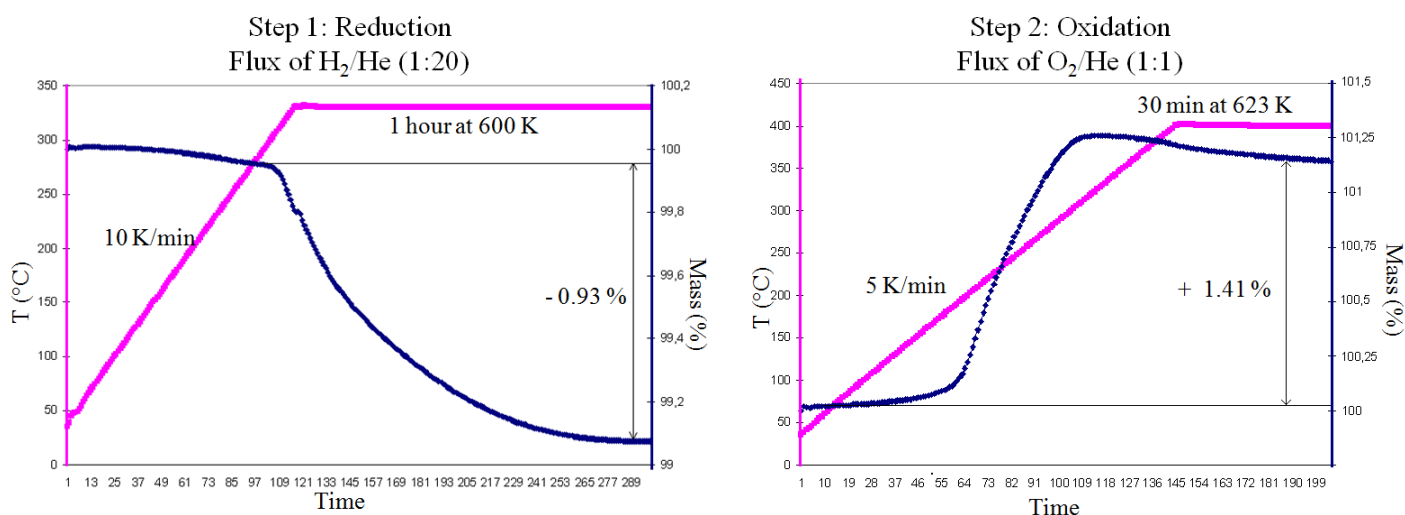 Step 1: Reduction
Flux of H₂/He (1:20)
350
300
250
200
150
100
50
0
T (°C)
100,2
100
99,8
99,6
99,4
99,2
99
Mass (%)
1 hour at 600 K
10 K/min
- 0.93 %
1 13 25 37 49 61 73 85 97 109 121 133 145 157 169 181 193 205 217 229 241 253 265 277 289
Time
Step 2: Oxidation
Flux of O₂/He (1:1)
450
400
350
300
250
200
150
100
50
0
T (°C)
101,5
101,25
101
100,75
100,5
100,25
100
Mass (%)
30 min at 623 K
5 K/min
+ 1.41 %
1 10 19 28 37 46 55 64 73 82 91 100 109 118 127 136 145 154 163 172 181 190 199
Time